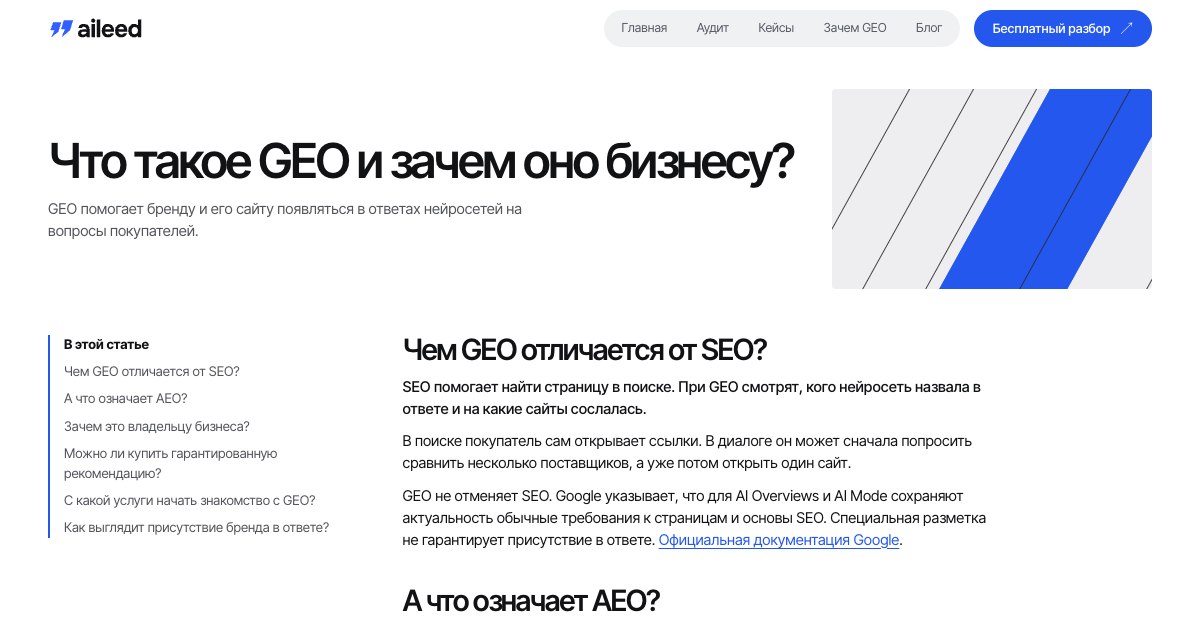 aileed
Главная Аудит Кейсы Зачем GEO Блог Бесплатный разбор
Что такое GEO и зачем оно бизнесу?
GEO помогает бренду и его сайту появляться в ответах нейросетей на
вопросы покупателей.
В этой статье
Чем GEO отличается от SEO?
А что означает AEO?
Зачем это владельцу бизнеса?
Можно ли купить гарантированную
рекомендацию?
С какой услуги начать знакомство с GEO?
Как выглядит присутствие бренда в ответе?
Чем GEO отличается от SEO?
SEO помогает найти страницу в поиске. При GEO смотрят, кого нейросеть назвала в
ответе и на какие сайты сослалась.
В поиске покупатель сам открывает ссылки. В диалоге он может сначала попросить
сравнить несколько поставщиков, а уже потом открыть один сайт.
GEO не отменяет SEO. Google указывает, что для AI Overviews и AI Mode сохраняют
актуальность обычные требования к страницам и основы SEO. Специальная разметка
не гарантирует присутствие в ответе. Официальная документация Google.
А что означает AEO?